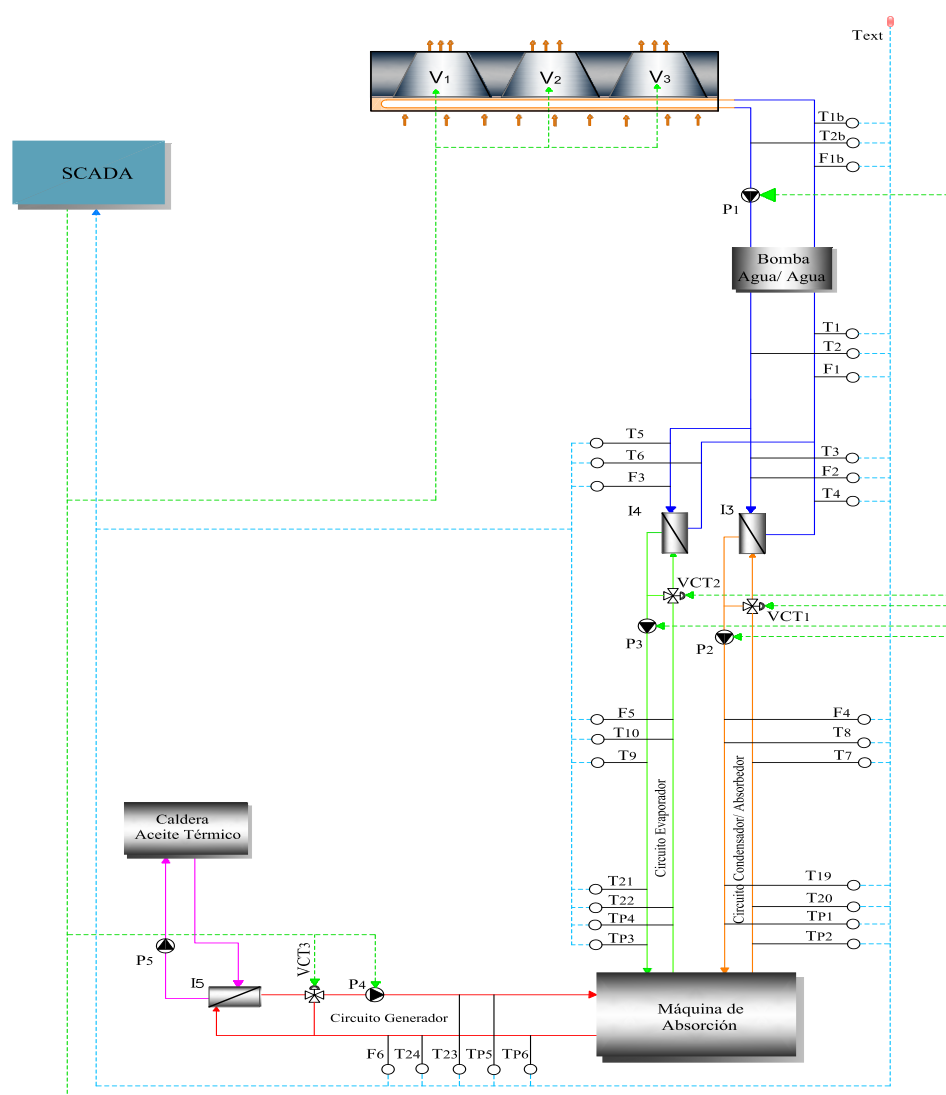 Text
V1
V2
V3
T1b
T2b
F1b
SCADA
P1
Bomba
Agua/ Agua
T1
T2
F1
T5
T6
F3
T3
F2
T4
I4
I3
VCT2
VCT1
P3
P2
F5
T10
T9
F4
T8
T7
Circuito Evaporador
Circuito Condensador/ Absorbedor
Caldera
Aceite Térmico
T21
T22
TP4
TP3
T19
T20
TP1
TP2
P5
I5
VCT3
P4
Circuito Generador
Máquina de
Absorción
F6
T24
T23
TP5
TP6